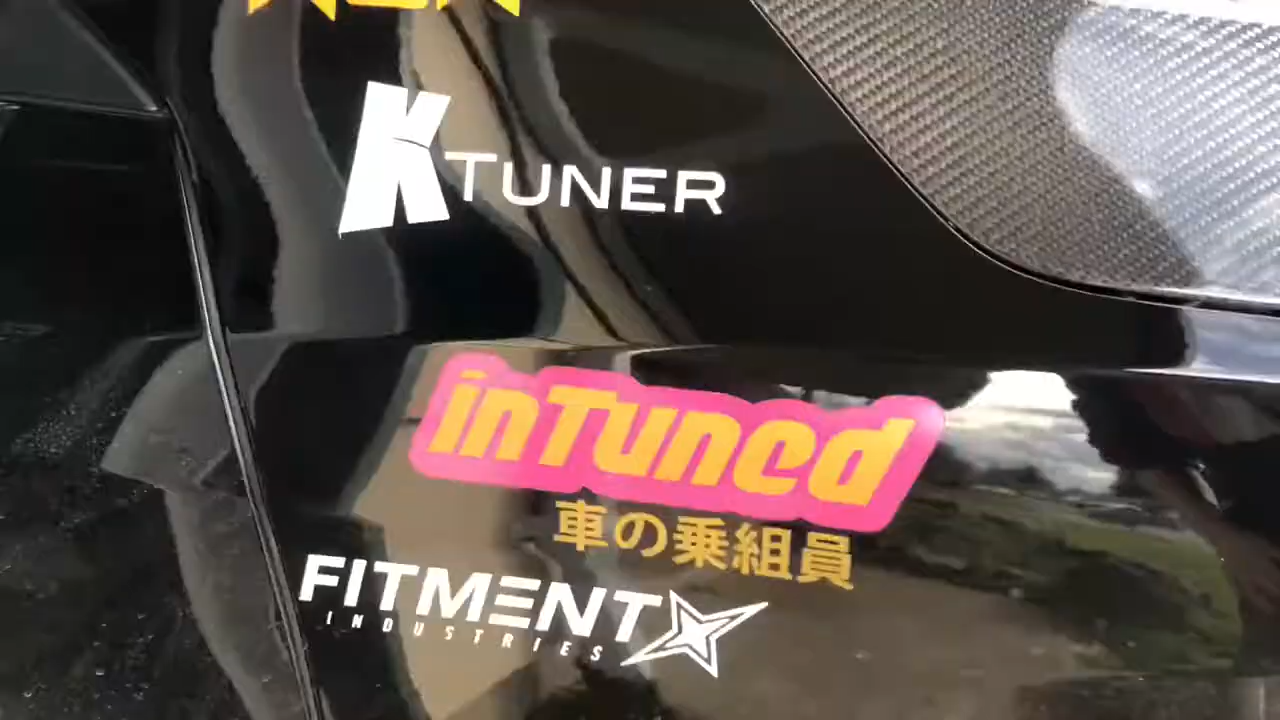 KTUNER
inTuned
車の乗組員
FITMENT
INDUSTRIES